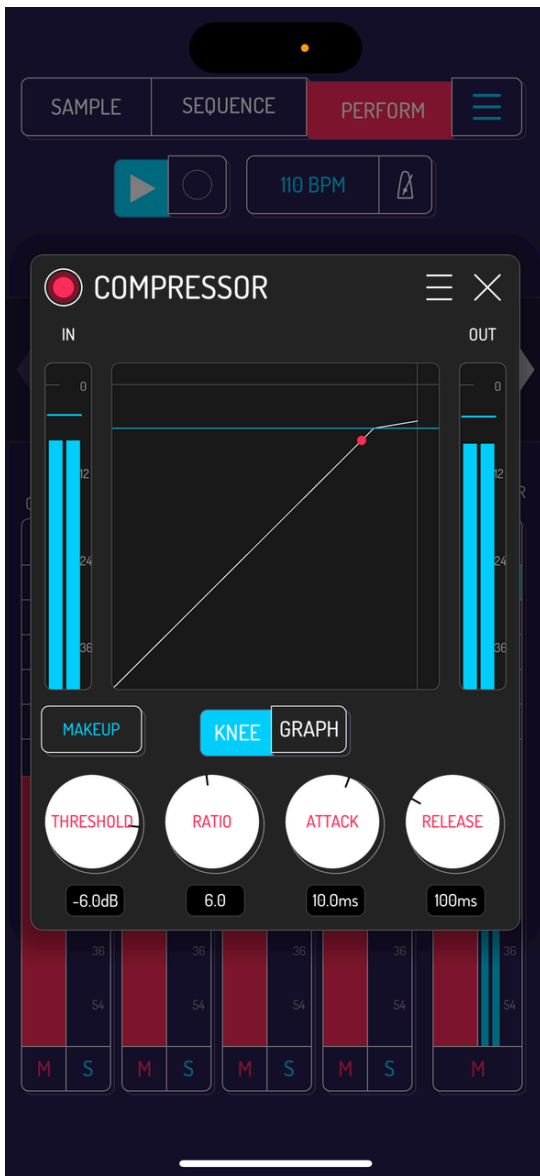 SAMPLE SEQUENCE PERFORM
110 BPM
COMPRESSOR
IN OUT
0 0
12 12
24 24
36 36
MAKEUP KNEE GRAPH
THRESHOLD RATIO ATTACK RELEASE
-6.0dB 6.0 10.0ms 100ms
36 36 36 36 36
54 54 54 54 54
M S M S M S M S M